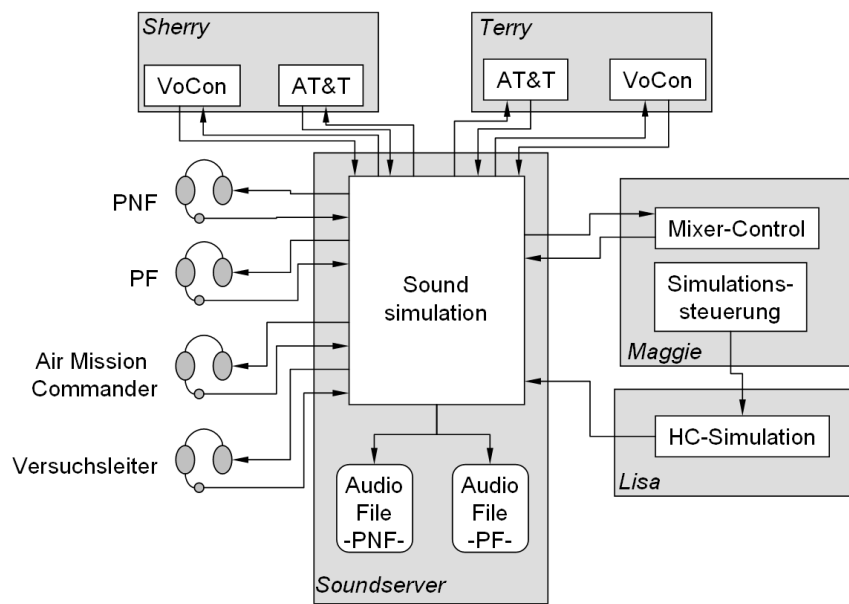 Sherry
VoCon
AT&T
Terry
AT&T
VoCon
PNF
PF
Air Mission
Commander
Versuchsleiter
Sound
simulation
Audio
File
-PNF-
Audio
File
-PF-
Soundserver
Mixer-Control
Simulations-
steuerung
Maggie
HC-Simulation
Lisa